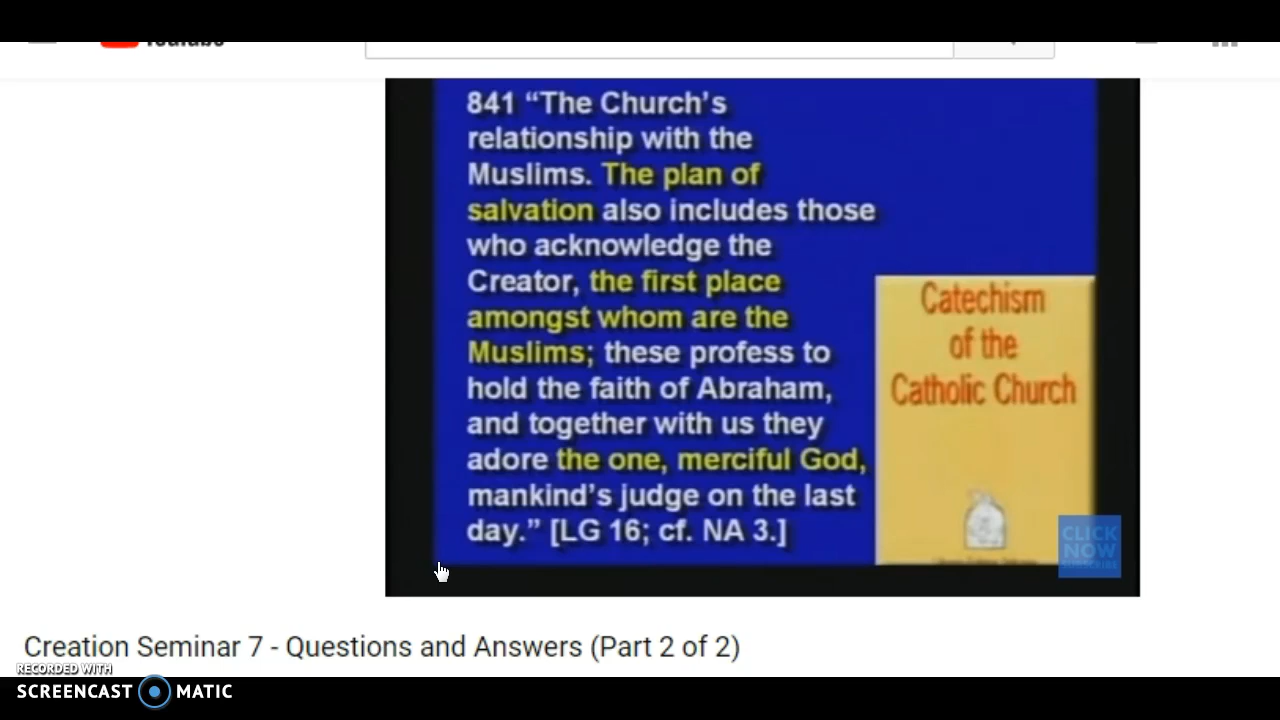 YouTube
841 “The Church’s
relationship with the
Muslims. The plan of
salvation also includes those
who acknowledge the
Creator, the first place
amongst whom are the
Muslims; these profess to
hold the faith of Abraham,
and together with us they
adore the one, merciful God,
mankind’s judge on the last
day.” [LG 16; cf. NA 3.]
Catechism
of the
Catholic Church
CLICK
NOW
SUBSCRIBE
Creation Seminar 7 - Questions and Answers (Part 2 of 2)
RECORDED WITH
SCREENCAST MATIC